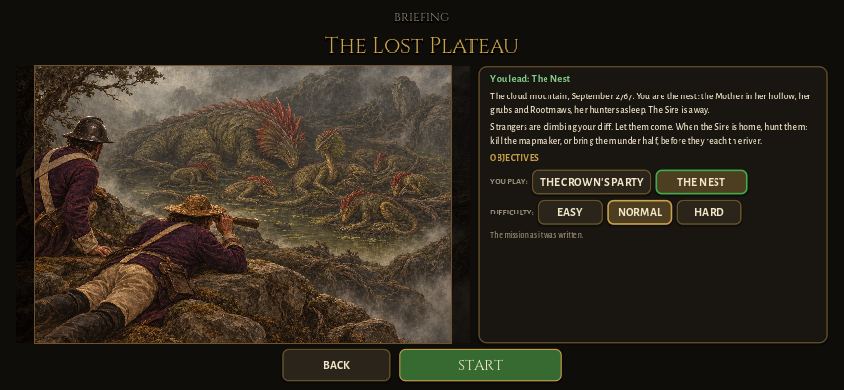 BRIEFING
THE LOST PLATEAU
You lead: The Nest
The cloud mountain, September 2767. You are the nest: the Mother in her hollow, her
grubs and Rootmaws, her hunters asleep. The Sire is away.
Strangers are climbing your cliff. Let them come. When the Sire is home, hunt them:
kill the mapmaker, or bring them under half, before they reach the river.
OBJECTIVES
YOU PLAY: THE CROWN'S PARTY THE NEST
DIFFICULTY: EASY NORMAL HARD
The mission as it was written.
BACK START